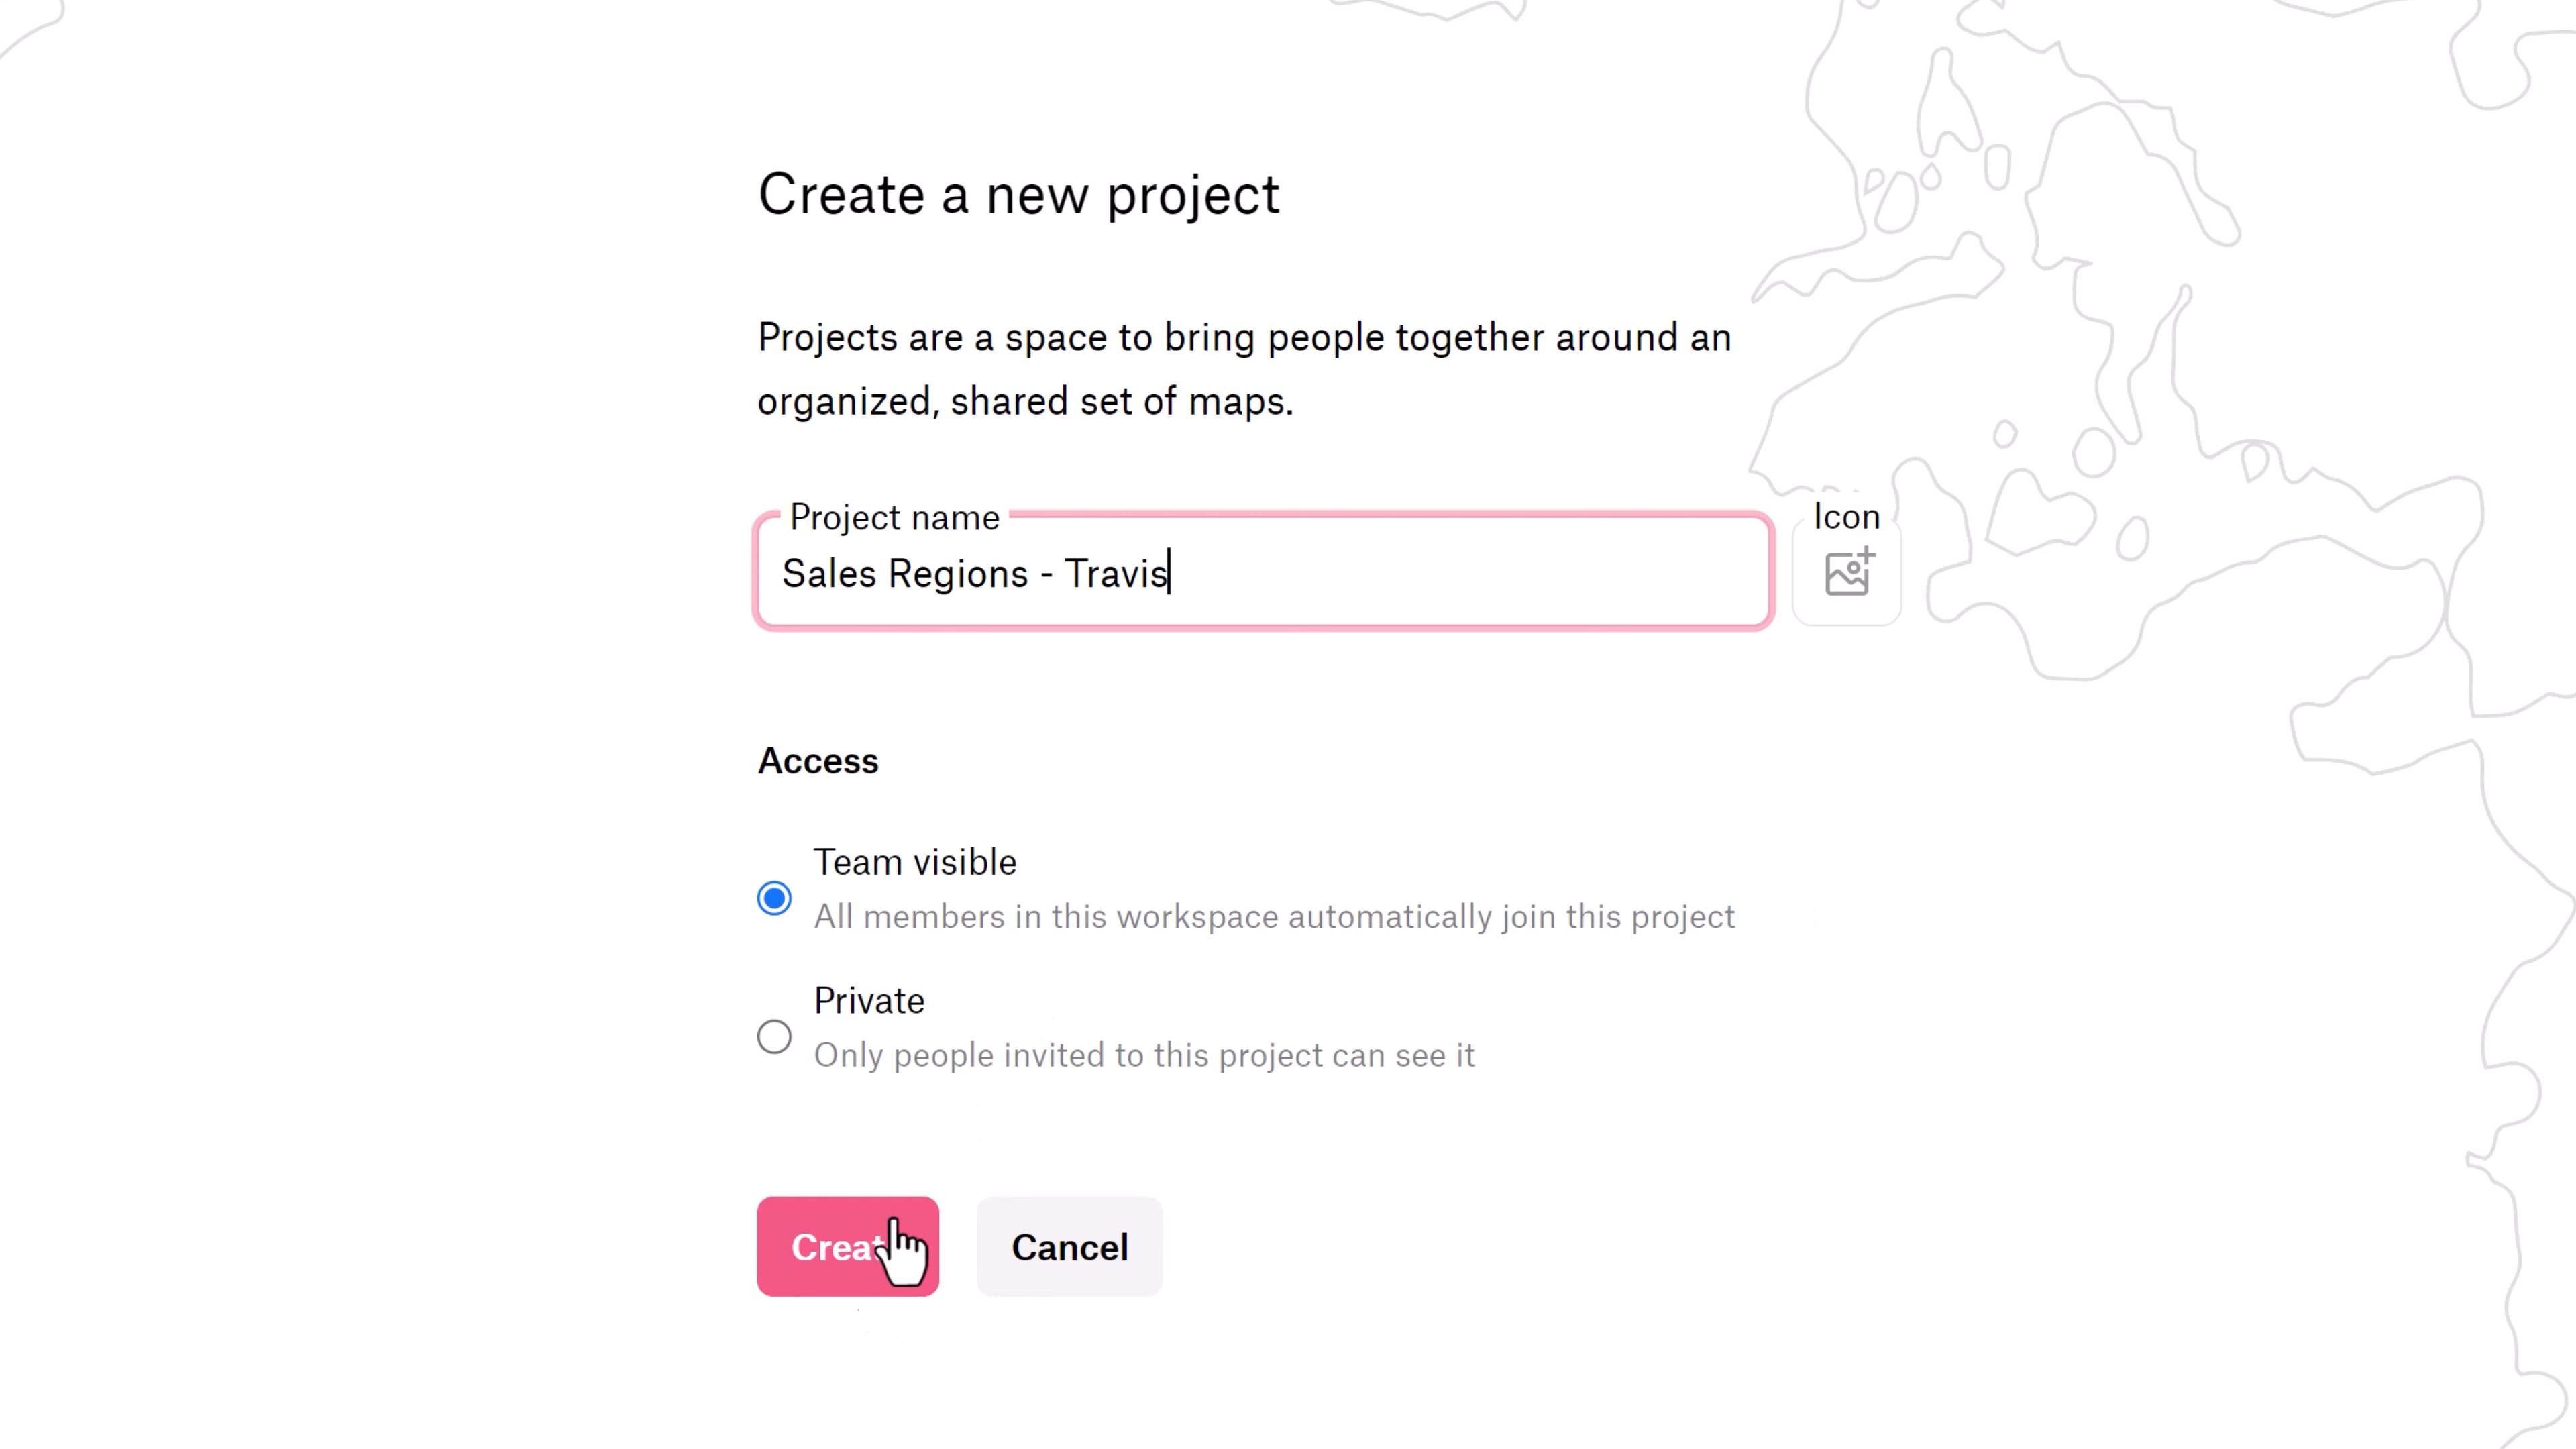 Create a new project
Projects are a space to bring people together around an
organized, shared set of maps.
Project name
Icon
Sales Regions - Travis
Access
Team visible
All members in this workspace automatically join this project
Private
Only people invited to this project can see it
Cancel